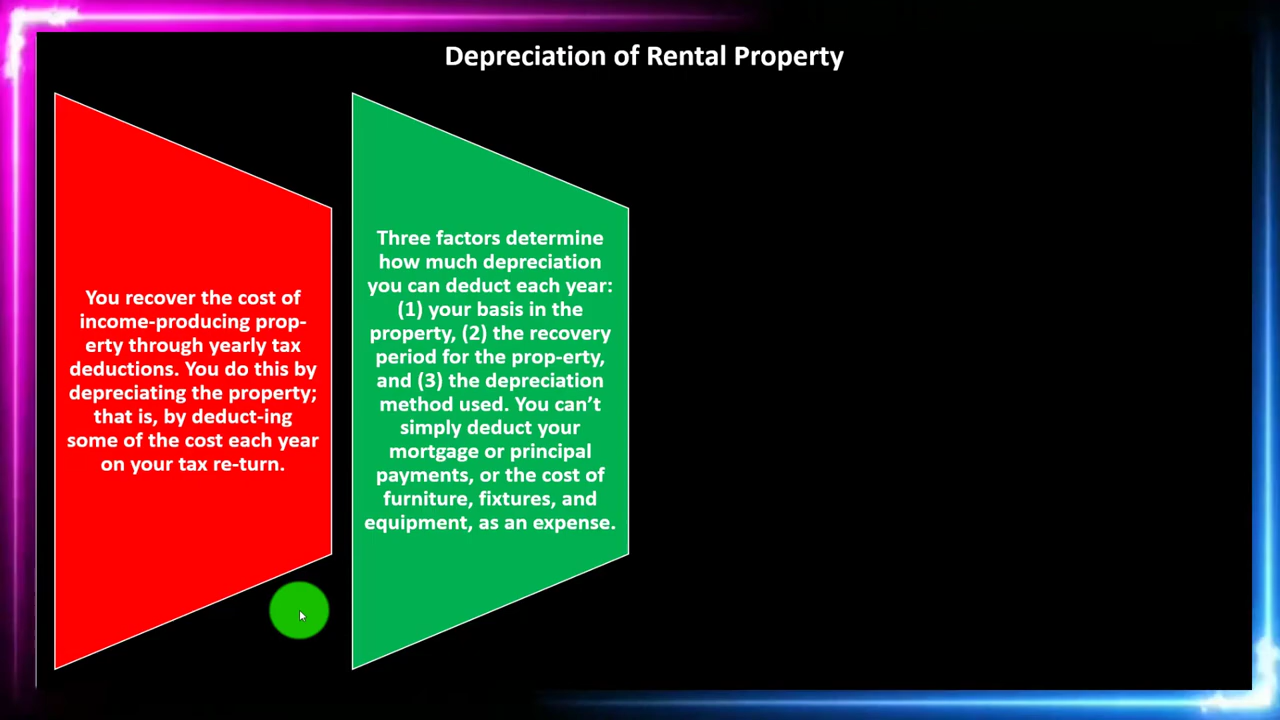 Depreciation of Rental Property
You recover the cost of
income-producing prop-
erty through yearly tax
deductions. You do this by
depreciating the property;
that is, by deduct-ing
some of the cost each year
on your tax re-turn.
Three factors determine
how much depreciation
you can deduct each year:
(1) your basis in the
property, (2) the recovery
period for the prop-erty,
and (3) the depreciation
method used. You can’t
simply deduct your
mortgage or principal
payments, or the cost of
furniture, fixtures, and
equipment, as an expense.